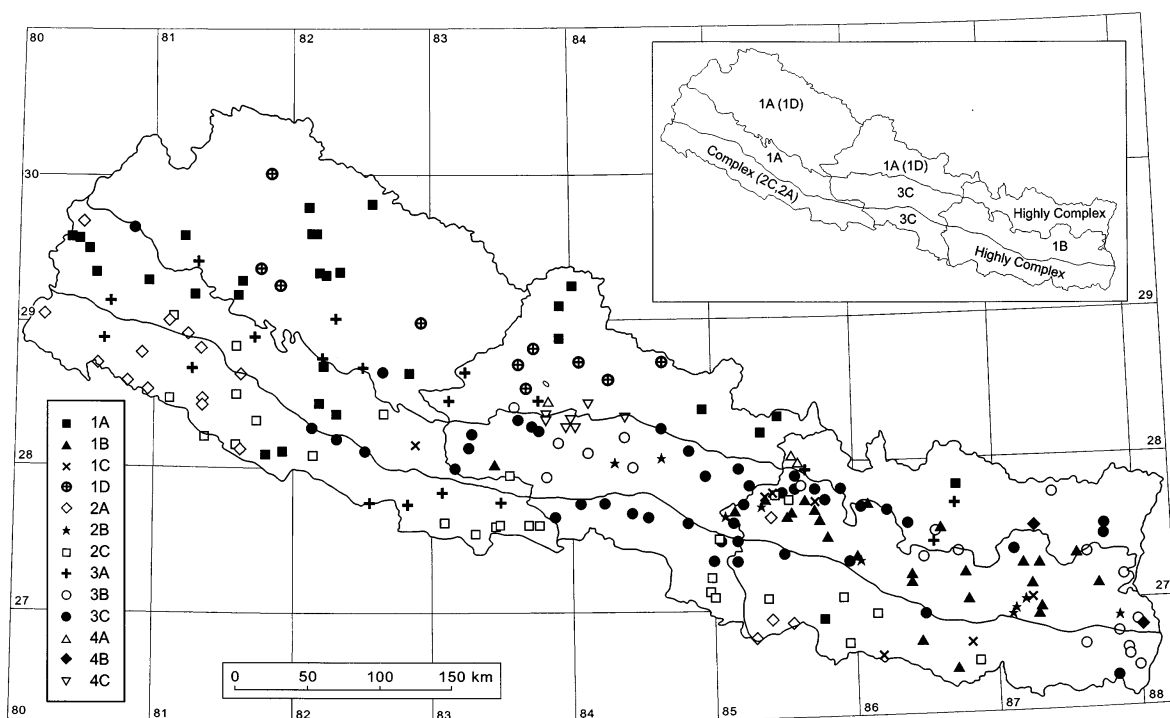 80
81
82
83
84
30
29
28
27
29
28
27
80
81
82
83
84
85
86
87
88
1A (1D)
1A
Complex (2C,2A)
1A (1D)
3C
3C
Highly Complex
1B
Highly Complex
1A
1B
1C
1D
2A
2B
2C
3A
3B
3C
4A
4B
4C
0 50 100 150 km